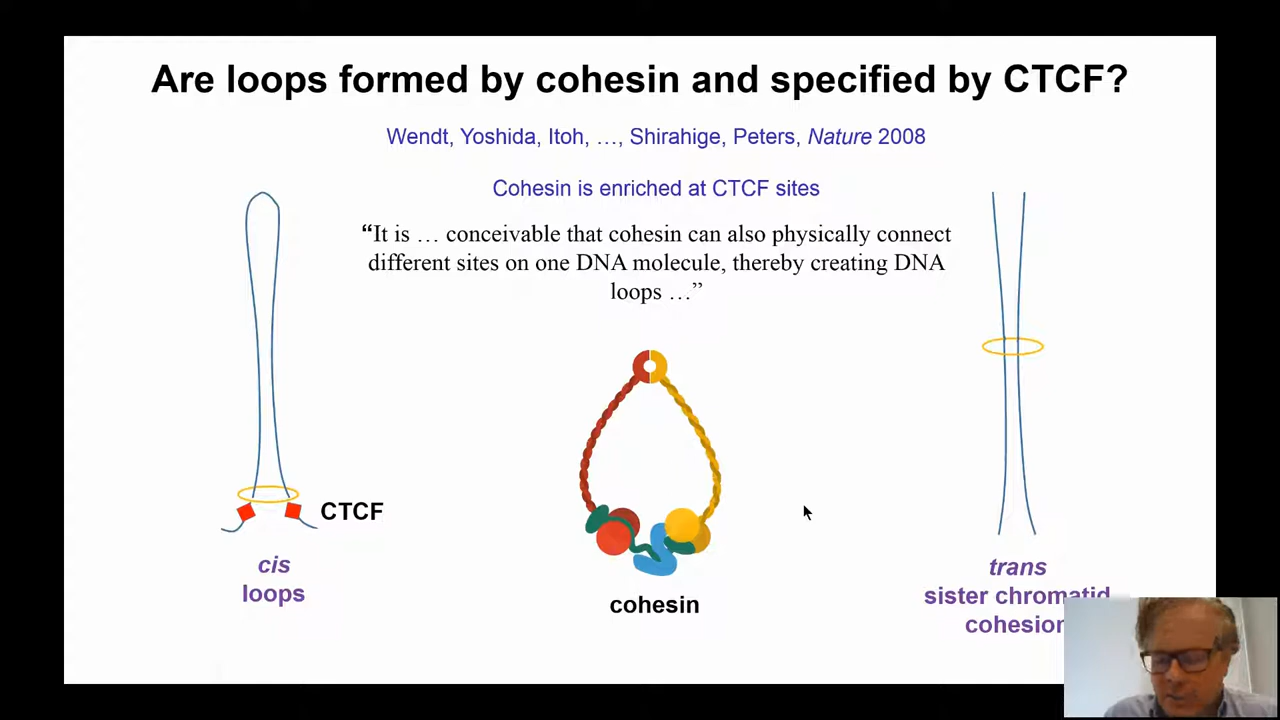 Are loops formed by cohesin and specified by CTCF?
Wendt, Yoshida, Itoh, …, Shirahige, Peters, Nature 2008
Cohesin is enriched at CTCF sites
“It is … conceivable that cohesin can also physically connect
different sites on one DNA molecule, thereby creating DNA
loops …”
CTCF
cis
loops
cohesin
trans
sister chromatid
cohesion